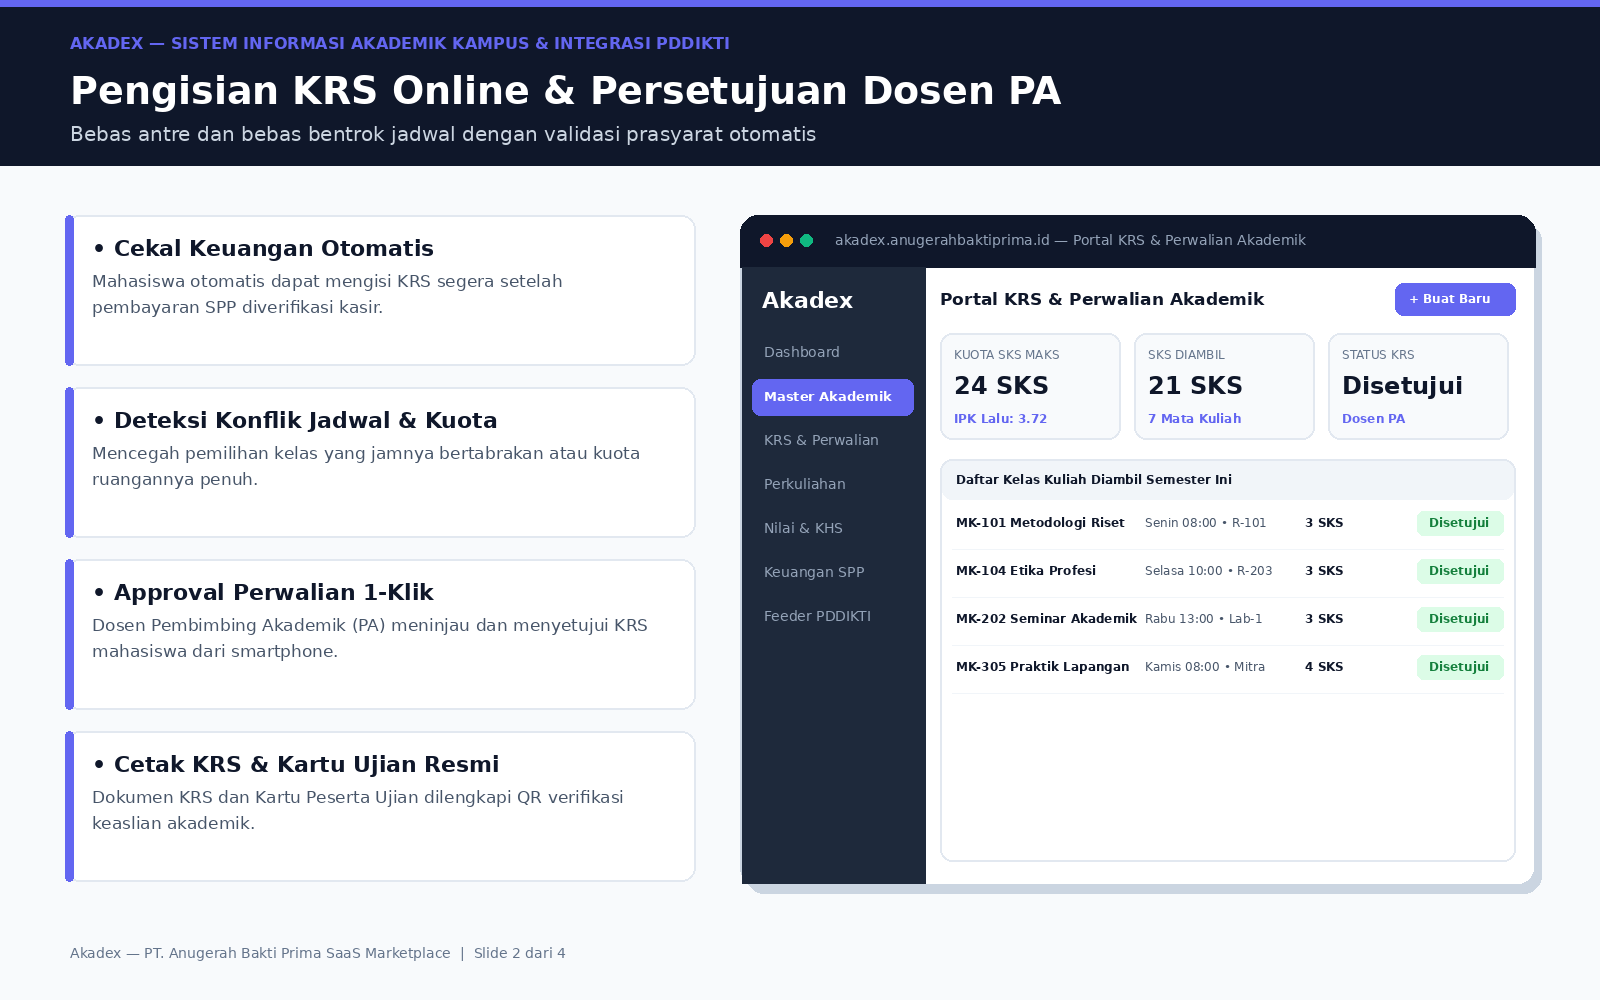 AKADEX — SISTEM INFORMASI AKADEMIK KAMPUS & INTEGRASI PDDIKTI
Pengisian KRS Online & Persetujuan Dosen PA
Bebas antre dan bebas bentrok jadwal dengan validasi prasyarat otomatis
• Cekal Keuangan Otomatis
Mahasiswa otomatis dapat mengisi KRS segera setelah
pembayaran SPP diverifikasi kasir.
• Deteksi Konflik Jadwal & Kuota
Mencegah pemilihan kelas yang jamnya bertabrakan atau kuota
ruangannya penuh.
• Approval Perwalian 1-Klik
Dosen Pembimbing Akademik (PA) meninjau dan menyetujui KRS
mahasiswa dari smartphone.
• Cetak KRS & Kartu Ujian Resmi
Dokumen KRS dan Kartu Peserta Ujian dilengkapi QR verifikasi
keaslian akademik.
akadex.anugerahbaktiprima.id — Portal KRS & Perwalian Akademik
Akadex
Dashboard
Master Akademik
KRS & Perwalian
Perkuliahan
Nilai & KHS
Keuangan SPP
Feeder PDDIKTI
Portal KRS & Perwalian Akademik
+ Buat Baru
KUOTA SKS MAKS
24 SKS
IPK Lalu: 3.72
SKS DIAMBIL
21 SKS
7 Mata Kuliah
STATUS KRS
Disetujui
Dosen PA
Daftar Kelas Kuliah Diambil Semester Ini
MK-101 Metodologi Riset Senin 08:00 • R-101 3 SKS Disetujui
MK-104 Etika Profesi Selasa 10:00 • R-203 3 SKS Disetujui
MK-202 Seminar Akademik Rabu 13:00 • Lab-1 3 SKS Disetujui
MK-305 Praktik Lapangan Kamis 08:00 • Mitra 4 SKS Disetujui
Akadex — PT. Anugerah Bakti Prima SaaS Marketplace | Slide 2 dari 4